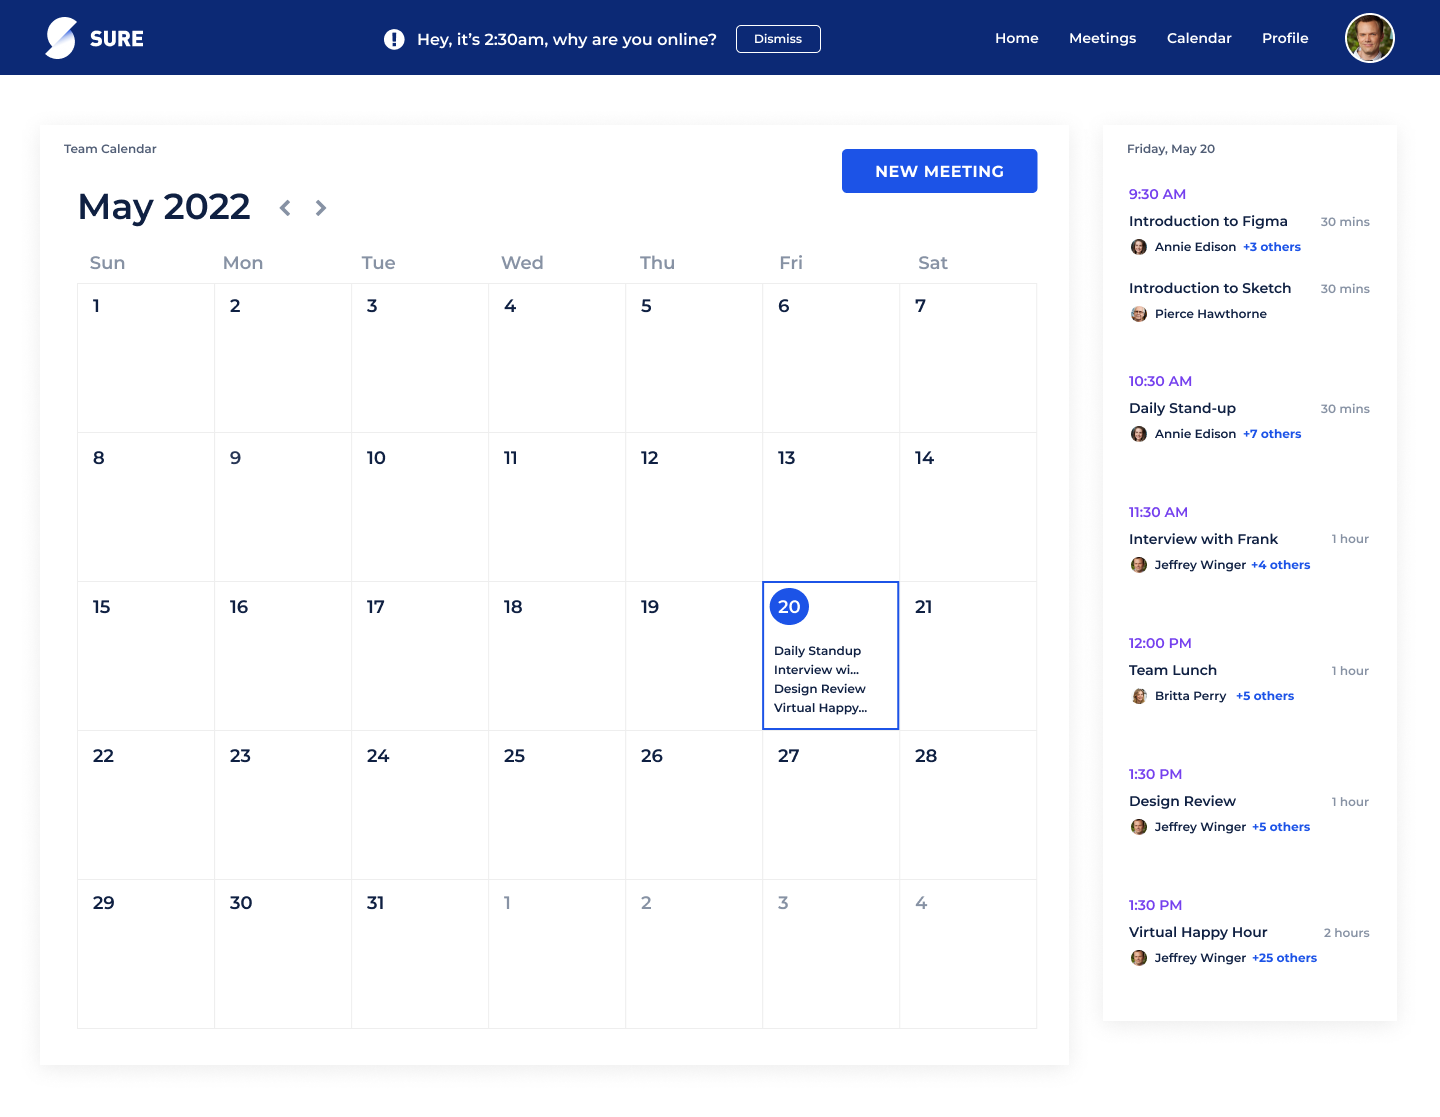 SURE
Hey, it’s 2:30am, why are you online?
Dismiss
Home
Meetings
Calendar
Profile
Team Calendar
NEW MEETING
May 2022
Sun Mon Tue Wed Thu Fri Sat
1 2 3 4 5 6 7
8 9 10 11 12 13 14
15 16 17 18 19 20 21
Daily Standup
Interview wi...
Design Review
Virtual Happy...
22 23 24 25 26 27 28
29 30 31 1 2 3 4
Friday, May 20
9:30 AM
Introduction to Figma 30 mins
Annie Edison +3 others
Introduction to Sketch 30 mins
Pierce Hawthorne
10:30 AM
Daily Stand-up 30 mins
Annie Edison +7 others
11:30 AM
Interview with Frank 1 hour
Jeffrey Winger +4 others
12:00 PM
Team Lunch 1 hour
Britta Perry +5 others
1:30 PM
Design Review 1 hour
Jeffrey Winger +5 others
1:30 PM
Virtual Happy Hour 2 hours
Jeffrey Winger +25 others